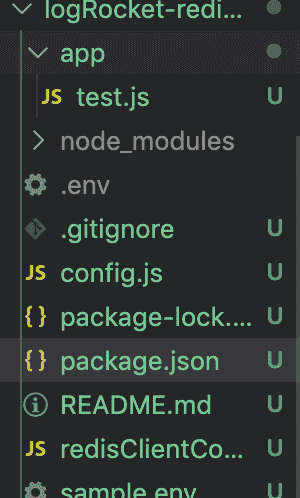 logRocket-redi...
app
JS test.js U
node_modules
.env
.gitignore U
JS config.js U
{} package-lock.... U
{} package.json U
README.md U
JS redisClientCo... U
sample.env U